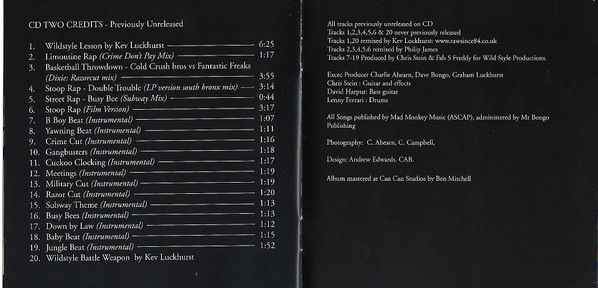 CD TWO CREDITS - Previously Unreleased
1. Wildstyle Lesson by Kev Luckhurst 6:25
2. Limousine Rap (Crime Don't Pay Mix) 1:17
3. Basketball Throwdown - Cold Crush bros vs Fantastic Freaks
(Dixie: Razorcut mix) 3:55
4. Stoop Rap - Double Trouble (LP version south bronx mix) 3:14
5. Street Rap - Busy Bee (Subway Mix) 0:44
6. Stoop Rap (Film Version) 3:17
7. B Boy Beat (Instrumental) 1:07
8. Yawning Beat (Instrumental) 1:11
9. Crime Cut (Instrumental) 1:16
10. Gangbusters (Instrumental) 1:18
11. Cuckoo Clocking (Instrumental) 1:17
12. Meetings (Instrumental) 1:19
13. Military Cut (Instrumental) 1:19
14. Razor Cut (Instrumental) 1:20
15. Subway Theme (Instrumental) 1:13
16. Busy Bees (Instrumental) 1:13
17. Down by Law (Instrumental) 1:12
18. Baby Beat (Instrumental) 1:15
19. Jungle Beat (Instrumental) 1:52
20. Wildstyle Battle Weapon by Kev Luckhurst
All tracks previously unreleased on CD
Tracks 1,2,3,4,5,6 & 20 never previously released
Tracks 1,20 remixed by Kev Luckhurst: www.rawsince84.co.uk
Tracks 2,3,4,5,6 remixed by Philip James
Tracks 7-19 Produced by Chris Stein & Fab 5 Freddy for Wild Style Productions.
Exec: Producer Charlie Ahearn, Dave Bongo, Graham Luckhurst
Chris Stein : Guitar and effects
David Harpur: Bass guitar
Lenny Ferrari : Drums
All Songs published by Mad Monkey Music (ASCAP), administered by Mr Bongo
Publishing
Photography: C. Ahearn, C. Campbell,
Design: Andrew Edwards. CAB.
Album mastered at Can Can Studios by Ben Mitchell